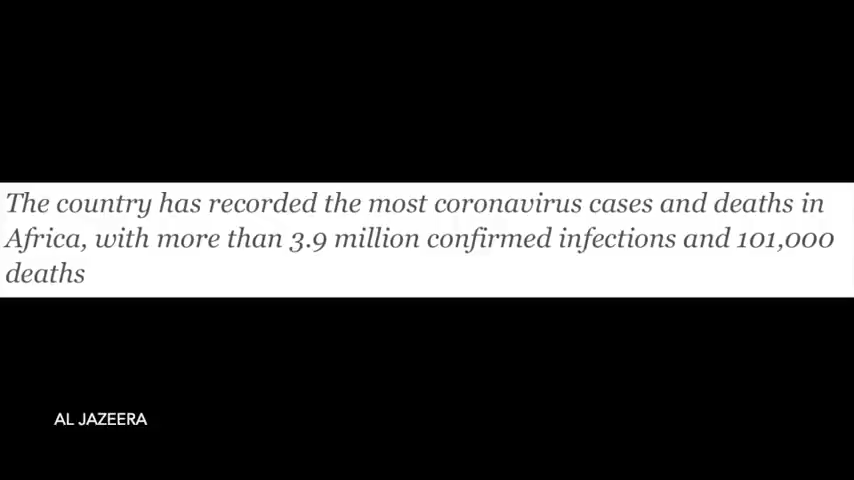 The country has recorded the most coronavirus cases and deaths in
Africa, with more than 3.9 million confirmed infections and 101,000
deaths
AL JAZEERA